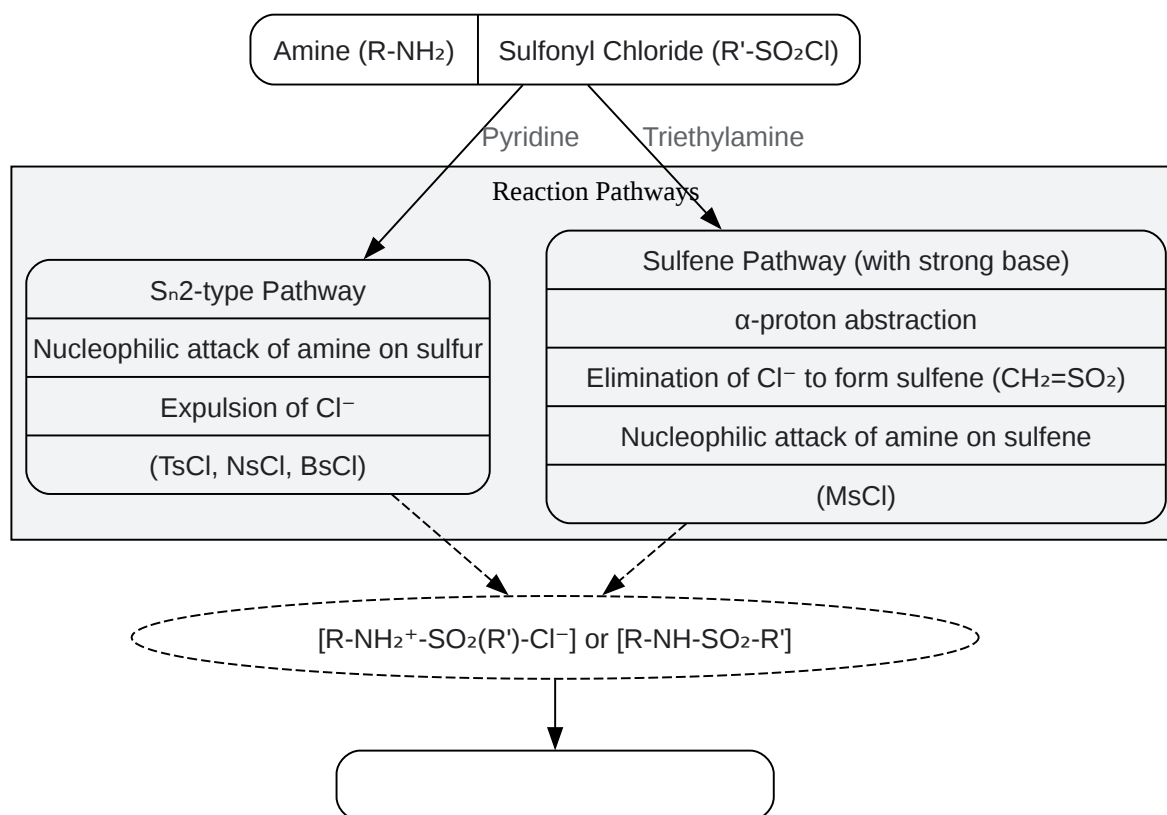 Amine (R-NH₂)
Sulfonyl Chloride (R'-SO₂Cl)
Pyridine
Triethylamine
Reaction Pathways
Sₙ2-type Pathway
Nucleophilic attack of amine on sulfur
Expulsion of Cl⁻
(TsCl, NsCl, BsCl)
Sulfene Pathway (with strong base)
α-proton abstraction
Elimination of Cl⁻ to form sulfene (CH₂=SO₂)
Nucleophilic attack of amine on sulfene
(MsCl)
[R-NH₂⁺-SO₂(R')-Cl⁻] or [R-NH-SO₂-R']